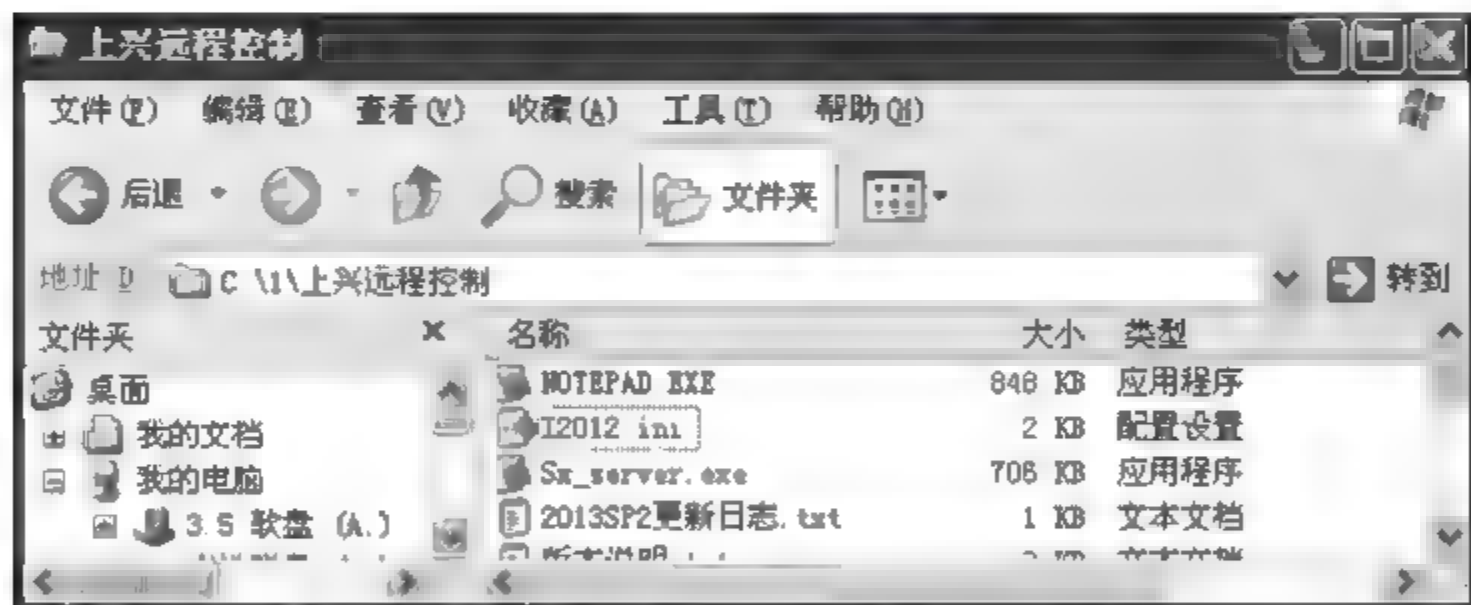 上兴远程控制
文件(F) 编辑(E) 查看(V) 收藏(A) 工具(T) 帮助(H)
后退 搜索 文件夹
地址 D C \1\上兴远程控制 转到
文件夹 名称 大小 类型
桌面 NOTEPAD EXE 848 KB 应用程序
我的文档 I2012 ini 2 KB 配置设置
我的电脑 Sx_server.exe 706 KB 应用程序
3.5 软盘 (A.) 2013SP2更新日志.txt 1 KB 文本文档